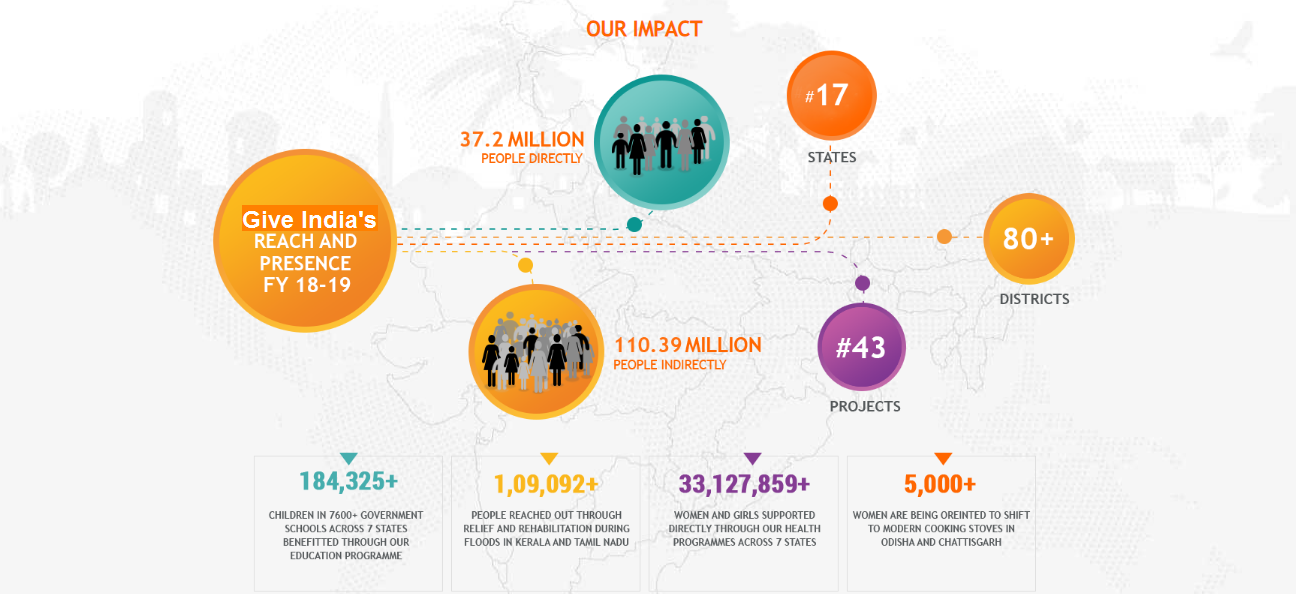 OUR IMPACT
37.2 MILLION
PEOPLE DIRECTLY
#17
STATES
Give India's
REACH AND
PRESENCE
FY 18-19
80+
DISTRICTS
110.39 MILLION
PEOPLE INDIRECTLY
#43
PROJECTS
184,325+
CHILDREN IN 7600+ GOVERNMENT
SCHOOLS ACROSS 7 STATES
BENEFITTED THROUGH OUR
EDUCATION PROGRAMME
1,09,092+
PEOPLE REACHED OUT THROUGH
RELIEF AND REHABILITATION DURING
FLOODS IN KERALA AND TAMIL NADU
33,127,859+
WOMEN AND GIRLS SUPPORTED
DIRECTLY THROUGH OUR HEALTH
PROGRAMMES ACROSS 7 STATES
5,000+
WOMEN ARE BEING OREINTED TO SHIFT
TO MODERN COOKING STOVES IN
ODISHA AND CHATTISGARH